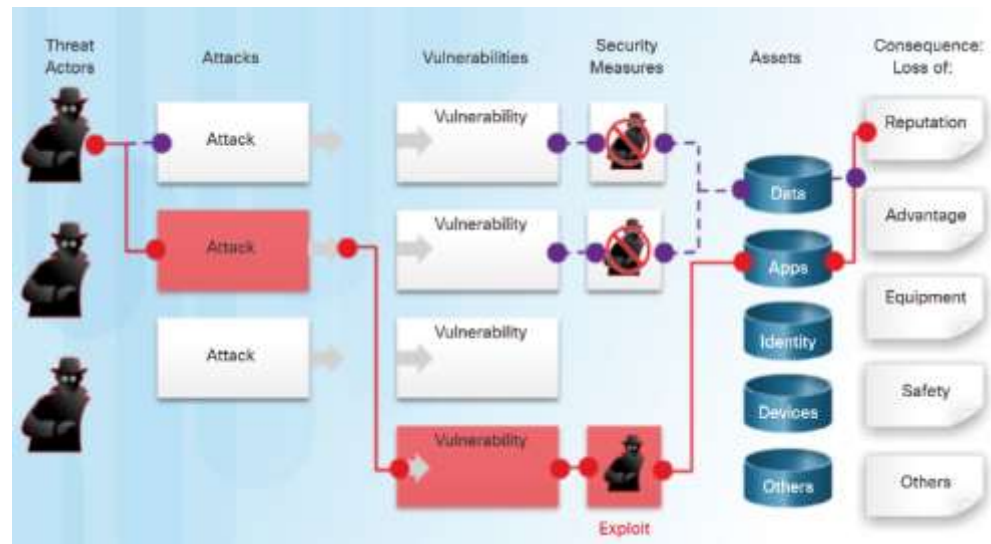 Threat
Actors
Attacks
Vulnerabilities
Security
Measures
Assets
Consequence:
Loss of:
Attack
Vulnerability
Reputation
Data
Attack
Vulnerability
Advantage
Apps
Equipment
Attack
Vulnerability
Identity
Safety
Devices
Vulnerability
Others
Others
Exploit